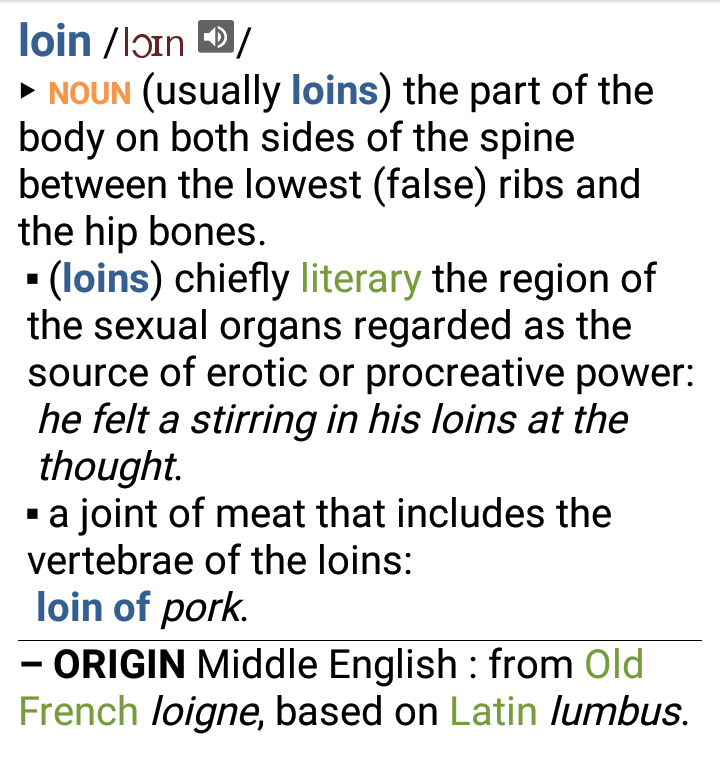 loin /lɔɪn /
▸ NOUN (usually loins) the part of the
body on both sides of the spine
between the lowest (false) ribs and
the hip bones.
▪ (loins) chiefly literary the region of
the sexual organs regarded as the
source of erotic or procreative power:
he felt a stirring in his loins at the
thought.
▪ a joint of meat that includes the
vertebrae of the loins:
loin of pork.
– ORIGIN Middle English : from Old
French loigne, based on Latin lumbus.